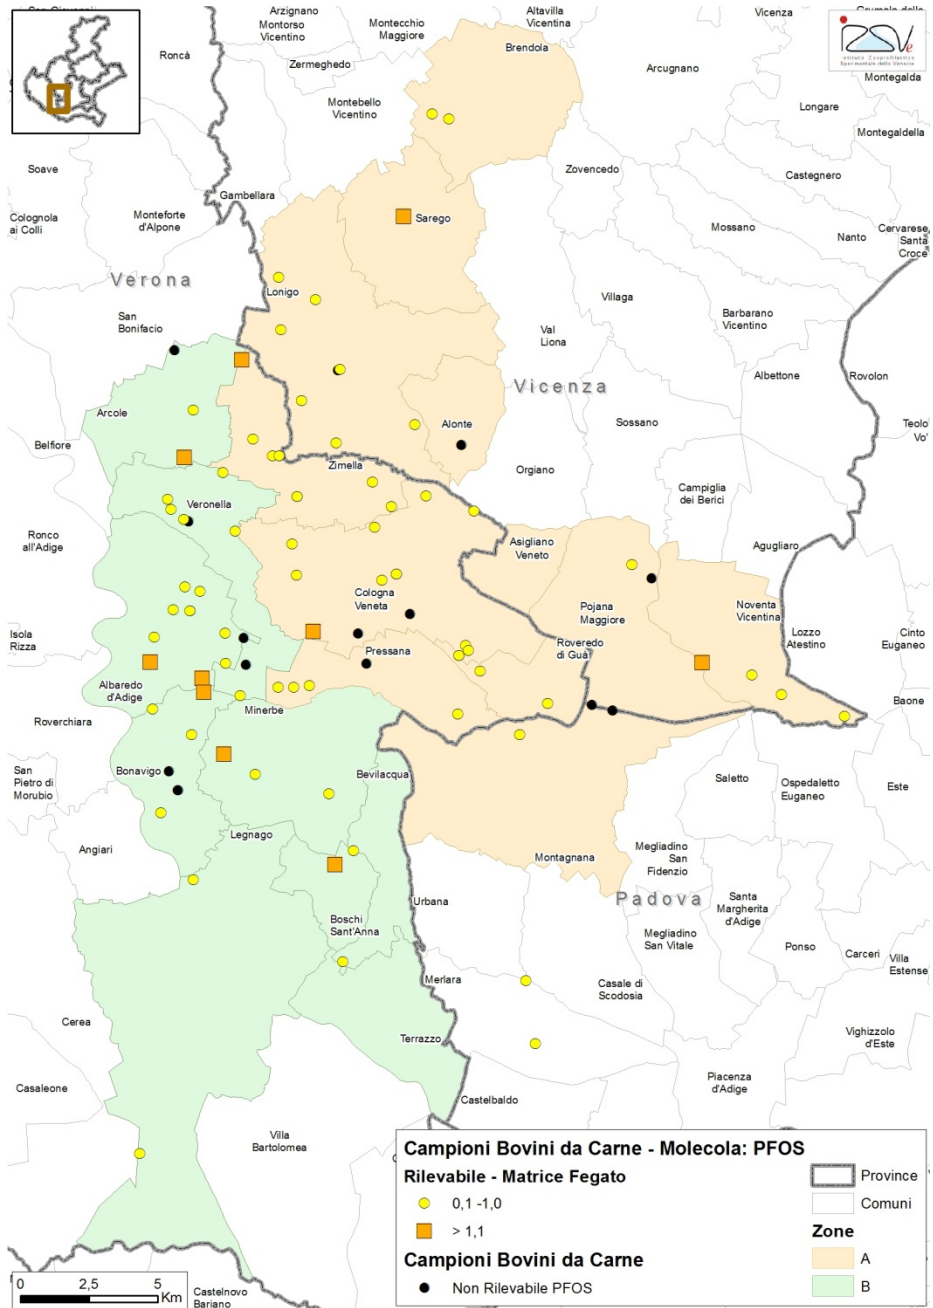 Arzignano
Altavilla
Vicentina
Vicenza
Montorso
Vicentino
Montecchio
Maggiore
Brendola
Istituto Zooprofilattico
Sperimentale delle Venezie
Roncà
Zermeghedo
Arcugnano
Montegalda
Montebello
Vicentino
Longare
Montegaldella
Soave
Zovencedo
Castegnero
Gambellara
Colognola
ai Colli
Monteforte
d'Alpone
Sarego
Mossano
Nanto
Cervarese
Santa
Croce
Verona
Lonigo
Villaga
San
Bonifacio
Val
Liona
Barbarano
Vicentino
Albettone
Rovolon
Vicenza
Arcole
Alonte
Sossano
Teolo
Vo'
Belfiore
Zimella
Orgiano
Campiglia
dei Berici
Veronella
Ronco
all'Adige
Asigliano
Veneto
Agugliaro
Cologna
Veneta
Pojana
Maggiore
Noventa
Vicentina
Isola
Rizza
Pressana
Roveredo
di Guà
Lozzo
Atestino
Cinto
Euganeo
Albaredo
d'Adige
Baone
Minerbe
Roverchiara
San
Pietro di
Morubio
Bonavigo
Bevilacqua
Saletto
Ospedaletto
Euganeo
Este
Legnago
Angiari
Montagnana
Megliadino
San
Fidenzio
Padova
Urbana
Santa
Margherita
d'Adige
Boschi
Sant'Anna
Megliadino
San Vitale
Ponso
Carceri
Villa
Estense
Merlara
Casale di
Scodosia
Cerea
Terrazzo
Vighizzolo
d'Este
Casaleone
Piacenza
d'Adige
Castelbaldo
Villa
Bartolomea
Campioni Bovini da Carne - Molecola: PFOS
Rilevabile - Matrice Fegato
0,1 -1,0
> 1,1
Campioni Bovini da Carne
Non Rilevabile PFOS
Province
Comuni
Zone
A
B
0 2,5 5
Km
Castelnovo
Bariano